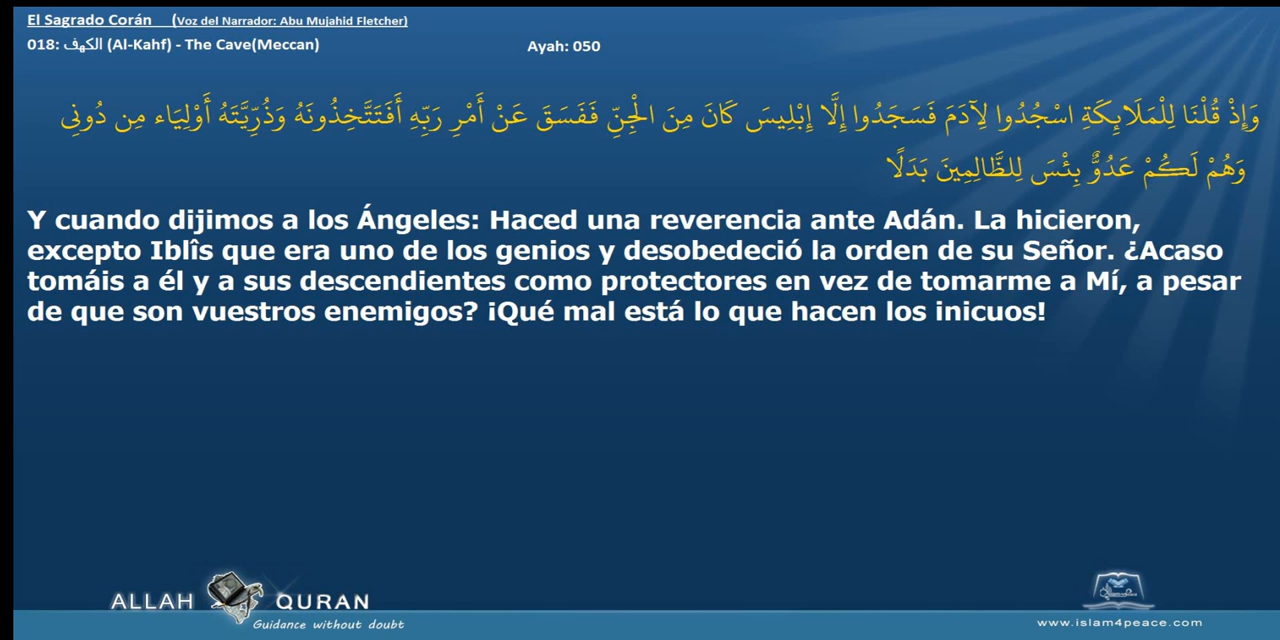 El Sagrado Corán (Voz del Narrador: Abu Mujahid Fletcher)
018: الكهف (Al-Kahf) - The Cave(Meccan) Ayah: 050
وَإِذْ قُلْنَا لِلْمَلَائِكَةِ اسْجُدُوا لِآدَمَ فَسَجَدُوا إِلَّا إِبْلِيسَ كَانَ مِنَ الْجِنِّ فَفَسَقَ عَنْ أَمْرِ رَبِّهِ أَفَتَتَّخِذُونَهُ وَذُرِّيَّتَهُ أَوْلِيَاء مِن دُونِي
وَهُمْ لَكُمْ عَدُوٌّ بِئْسَ لِلظَّالِمِينَ بَدَلًا
Y cuando dijimos a los Ángeles: Haced una reverencia ante Adán. La hicieron,
excepto Iblîs que era uno de los genios y desobedeció la orden de su Señor. ¿Acaso
tomáis a él y a sus descendientes como protectores en vez de tomarme a Mí, a pesar
de que son vuestros enemigos? ¡Qué mal está lo que hacen los inicuos!
ALLAH QURAN
Guidance without doubt
www.islam4peace.com